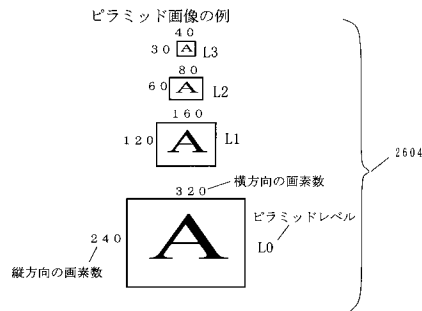 ピラミッド画像の例
40
30 A L3
80
60 A L2
160
120 A L1
2604
320 横方向の画素数
ピラミッドレベル
240 A L0
縦方向の画素数